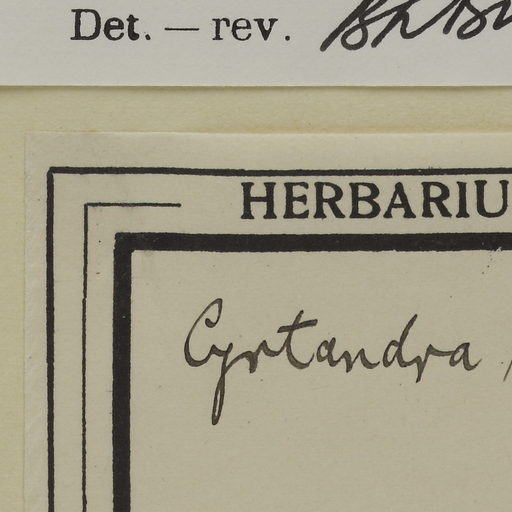 Det. — rev.
HERBARIU
Cyrtandra